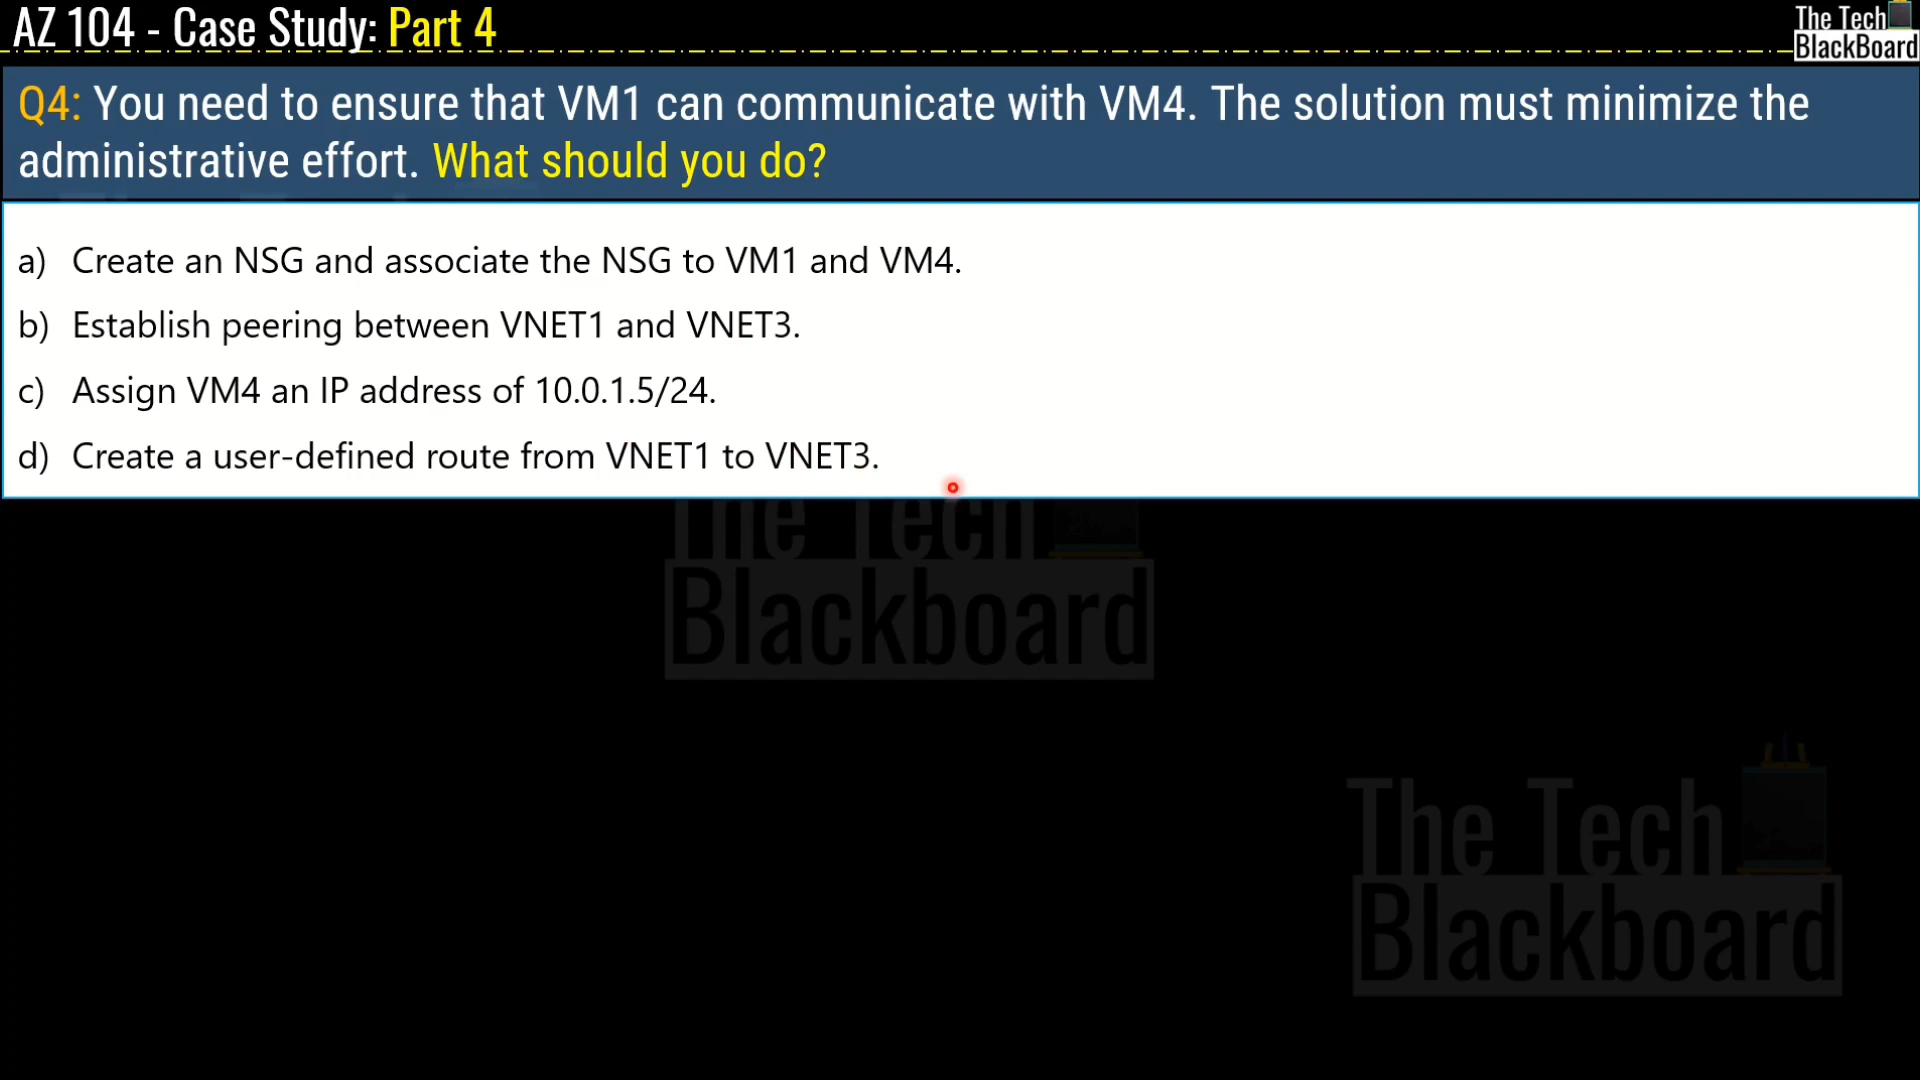 AZ 104 - Case Study: Part 4
The Tech
BlackBoard
Q4: You need to ensure that VM1 can communicate with VM4. The solution must minimize the
administrative effort. What should you do?
a) Create an NSG and associate the NSG to VM1 and VM4.
b) Establish peering between VNET1 and VNET3.
c) Assign VM4 an IP address of 10.0.1.5/24.
d) Create a user-defined route from VNET1 to VNET3.
The Tech
Blackboard
The Tech
Blackboard